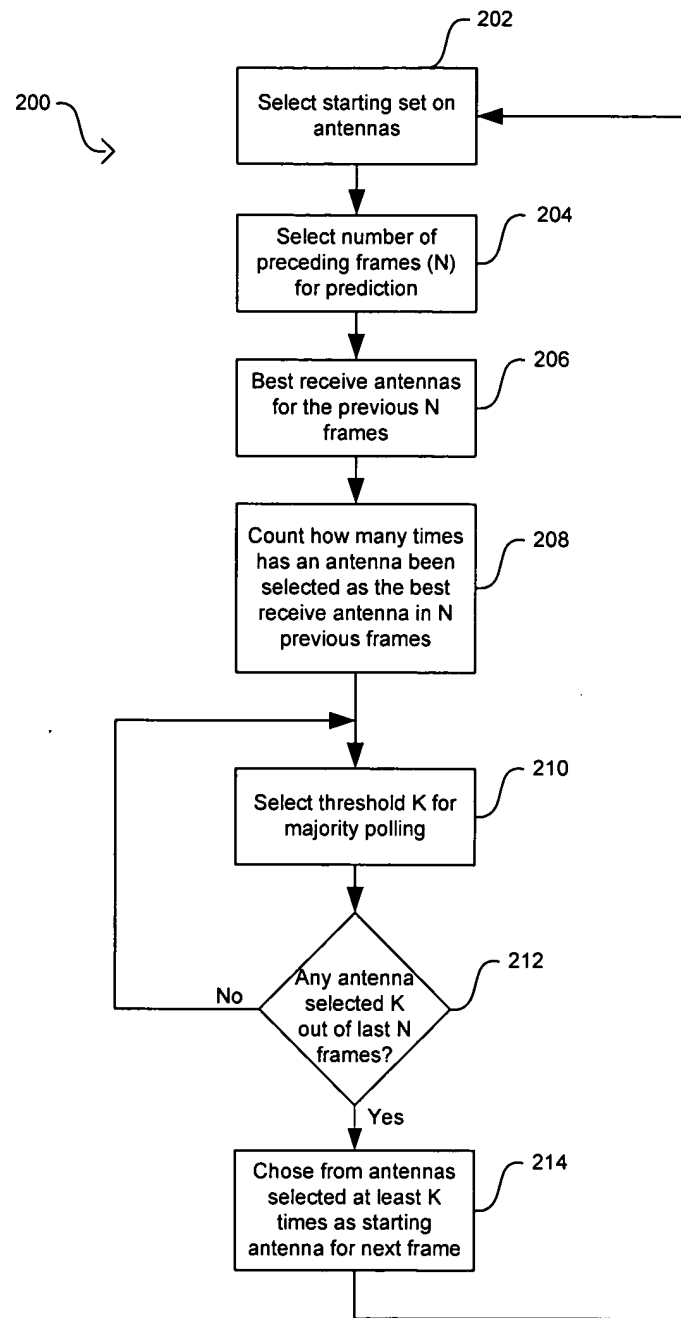 202
200
Select starting set on
antennas
204
Select number of
preceding frames (N)
for prediction
206
Best receive antennas
for the previous N
frames
Count how many times
has an antenna been
selected as the best
receive antenna in N
previous frames
208
210
Select threshold K for
majority polling
212
Any antenna
selected K
out of last N
frames?
No
Yes
214
Chose from antennas
selected at least K
times as starting
antenna for next frame